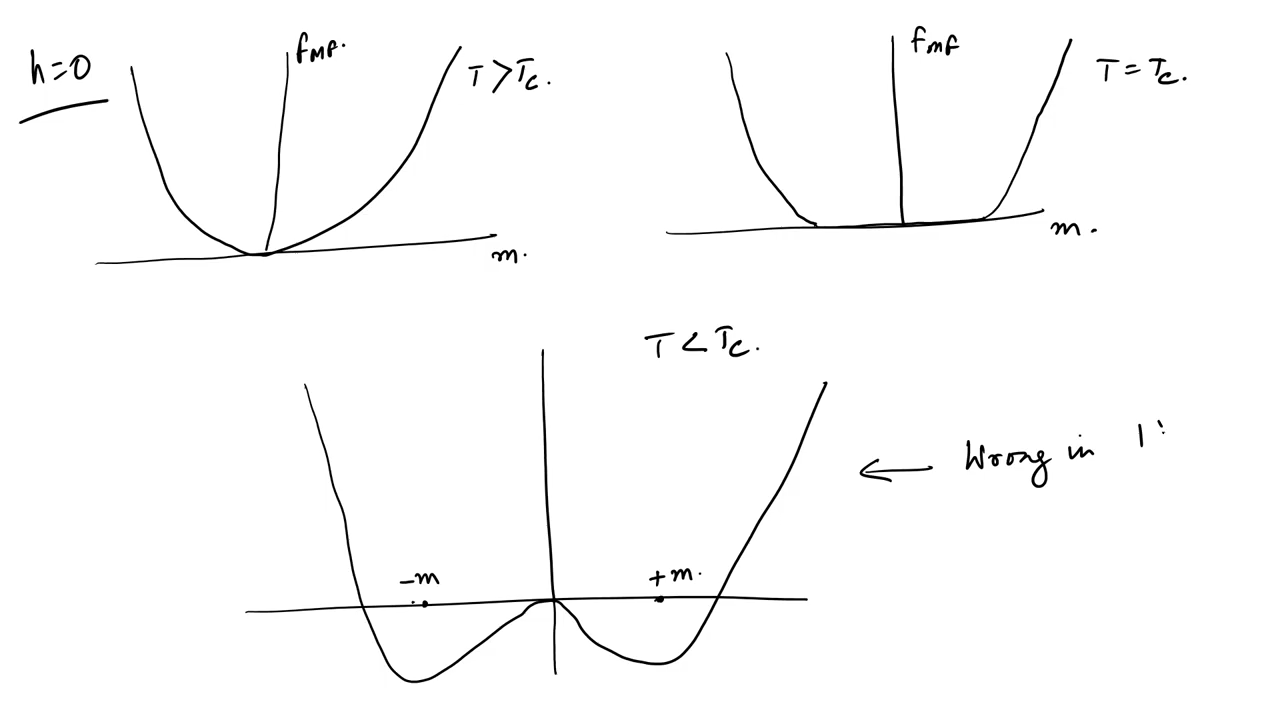 h=0
fMF.
T>Tc.
m.
fMF
T=Tc.
m.
T<Tc.
Wrong in 1
-m
+m.